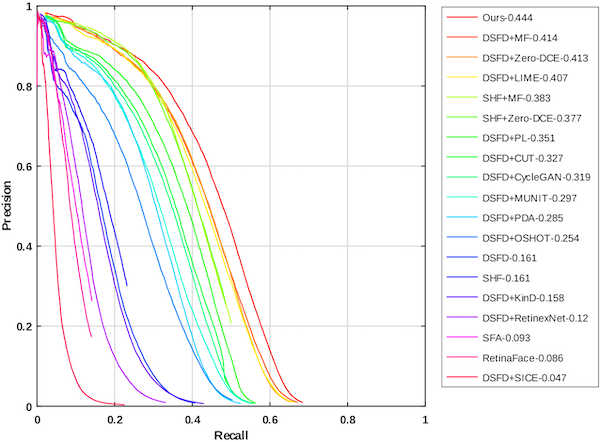 1
0.8
0.6
0.4
0.2
0
0
0.2
0.4
0.6
0.8
1
Precision
Recall
Ours-0.444
DSFD+MF-0.414
DSFD+Zero-DCE-0.413
DSFD+LIME-0.407
SHF+MF-0.383
SHF+Zero-DCE-0.377
DSFD+PL-0.351
DSFD+CUT-0.327
DSFD+CycleGAN-0.319
DSFD+MUNIT-0.297
DSFD+PDA-0.285
DSFD+OSHOT-0.254
DSFD-0.161
SHF-0.161
DSFD+KinD-0.158
DSFD+RetinexNet-0.12
SFA-0.093
RetinaFace-0.086
DSFD+SICE-0.047